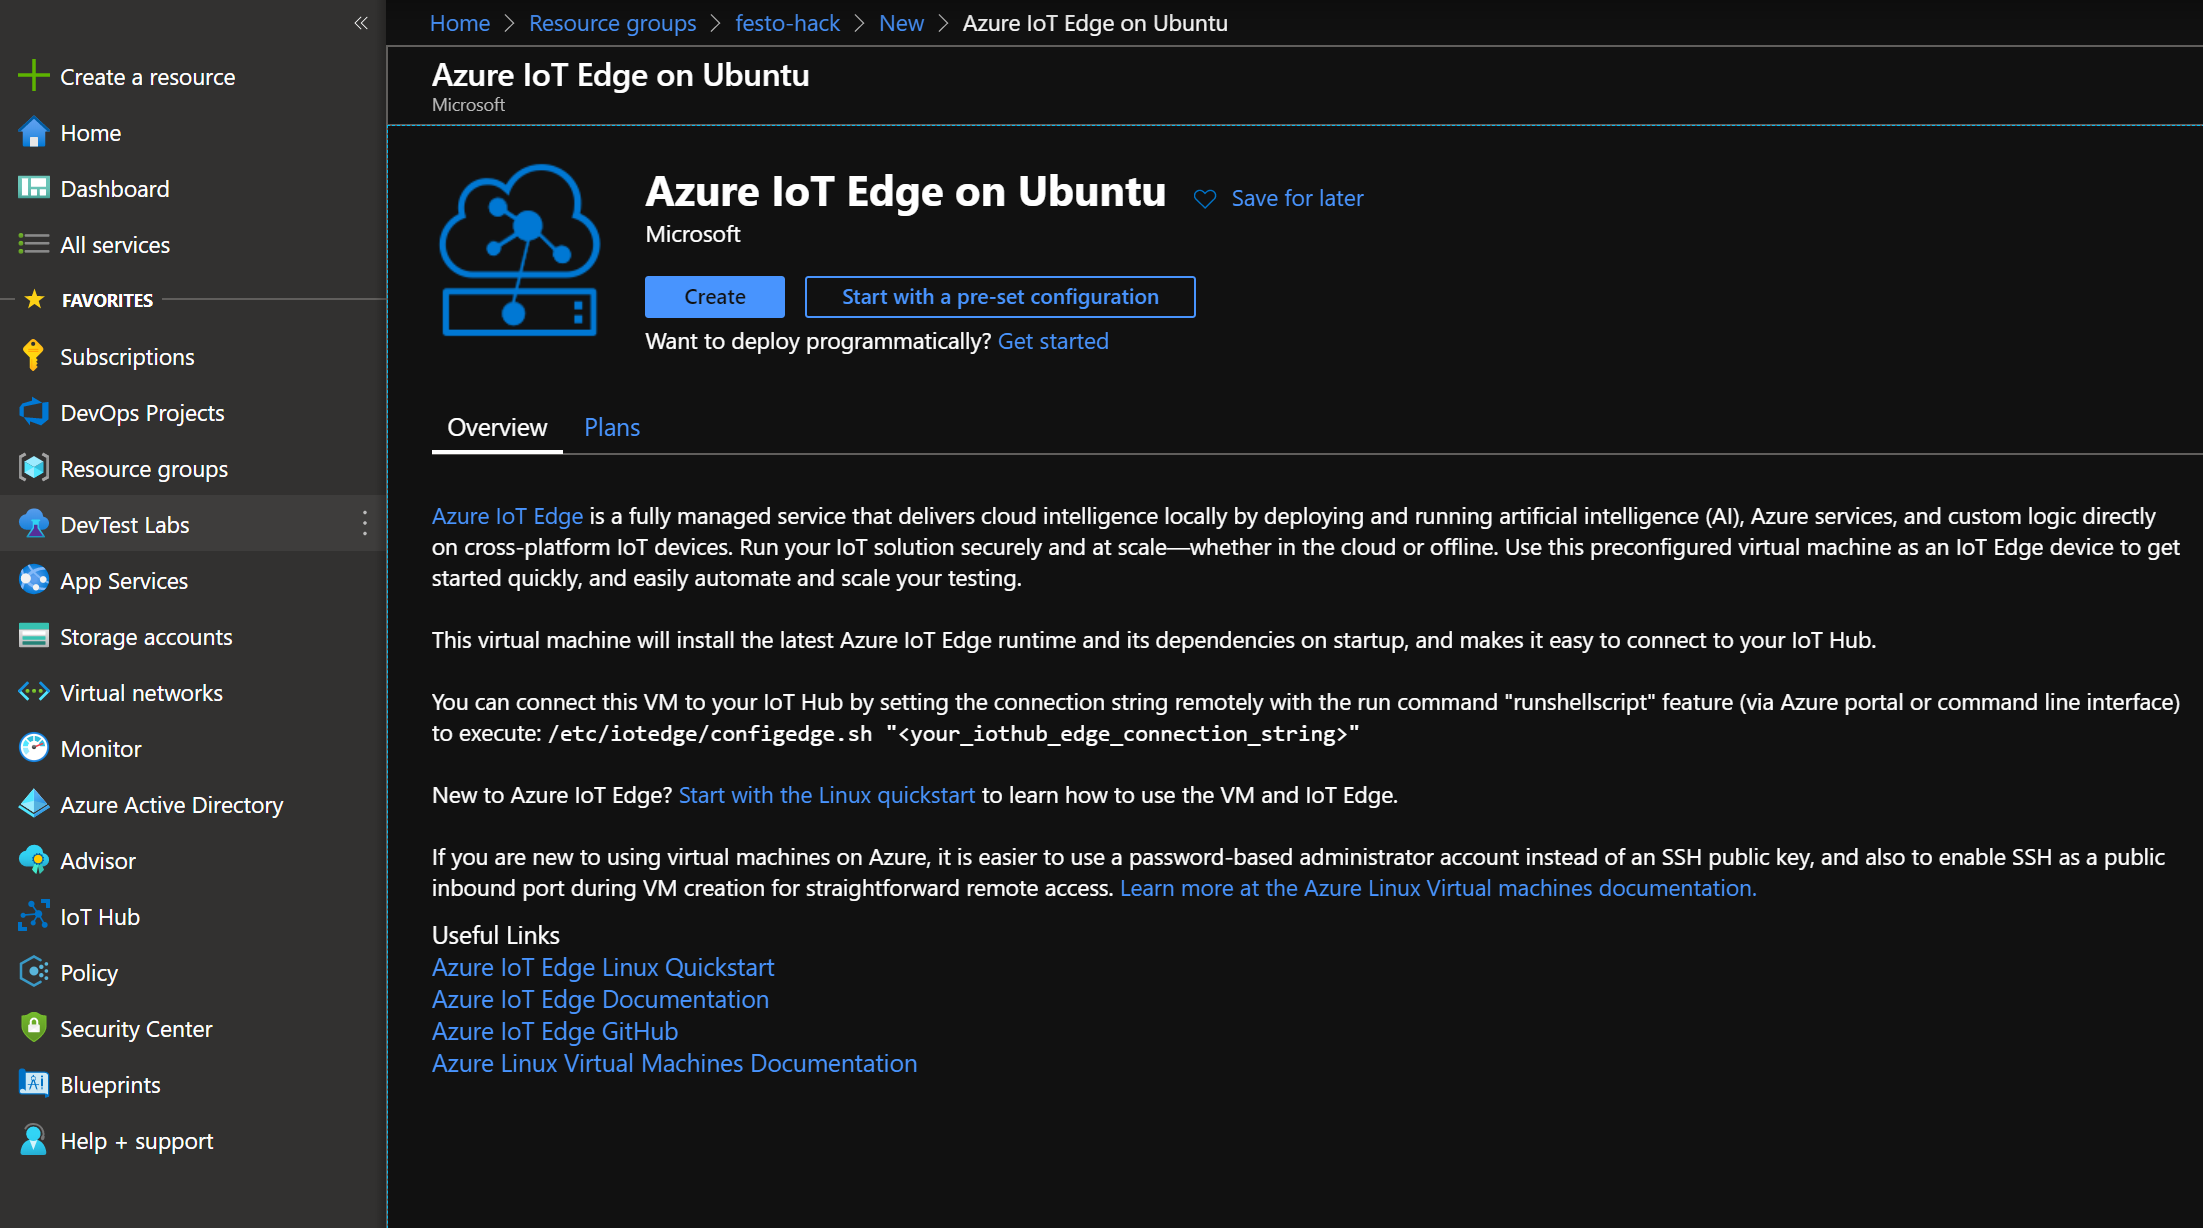 «
Create a resource
Home
Dashboard
All services
FAVORITES
Subscriptions
DevOps Projects
Resource groups
DevTest Labs
App Services
Storage accounts
Virtual networks
Monitor
Azure Active Directory
Advisor
IoT Hub
Policy
Security Center
Blueprints
Help + support
Home > Resource groups > festo-hack > New > Azure IoT Edge on Ubuntu
Azure IoT Edge on Ubuntu
Microsoft
Azure IoT Edge on Ubuntu
Save for later
Microsoft
Create
Start with a pre-set configuration
Want to deploy programmatically? Get started
Overview
Plans
Azure IoT Edge is a fully managed service that delivers cloud intelligence locally by deploying and running artificial intelligence (AI), Azure services, and custom logic directly
on cross-platform IoT devices. Run your IoT solution securely and at scale—whether in the cloud or offline. Use this preconfigured virtual machine as an IoT Edge device to get
started quickly, and easily automate and scale your testing.
This virtual machine will install the latest Azure IoT Edge runtime and its dependencies on startup, and makes it easy to connect to your IoT Hub.
You can connect this VM to your IoT Hub by setting the connection string remotely with the run command "runshellscript" feature (via Azure portal or command line interface)
to execute: /etc/iotedge/configedge.sh "<your_iothub_edge_connection_string>"
New to Azure IoT Edge? Start with the Linux quickstart to learn how to use the VM and IoT Edge.
If you are new to using virtual machines on Azure, it is easier to use a password-based administrator account instead of an SSH public key, and also to enable SSH as a public
inbound port during VM creation for straightforward remote access. Learn more at the Azure Linux Virtual machines documentation.
Useful Links
Azure IoT Edge Linux Quickstart
Azure IoT Edge Documentation
Azure IoT Edge GitHub
Azure Linux Virtual Machines Documentation